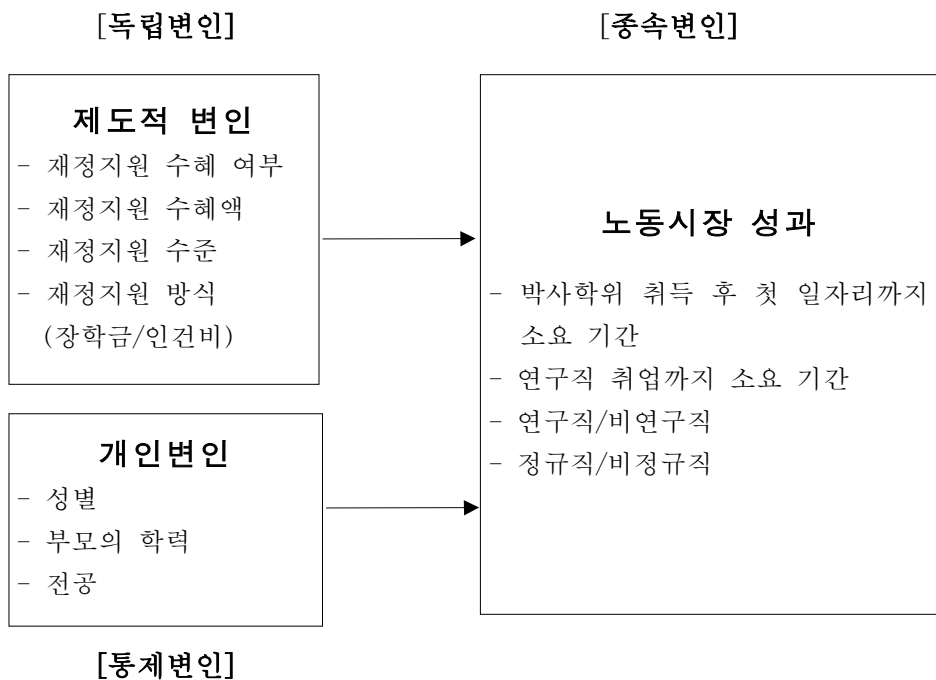 [독립변인]
[종속변인]
제도적 변인
- 재정지원 수혜 여부
- 재정지원 수혜액
- 재정지원 수준
- 재정지원 방식
(장학금/인건비)
노동시장 성과
- 박사학위 취득 후 첫 일자리까지
소요 기간
- 연구직 취업까지 소요 기간
- 연구직/비연구직
- 정규직/비정규직
개인변인
- 성별
- 부모의 학력
- 전공
[통제변인]